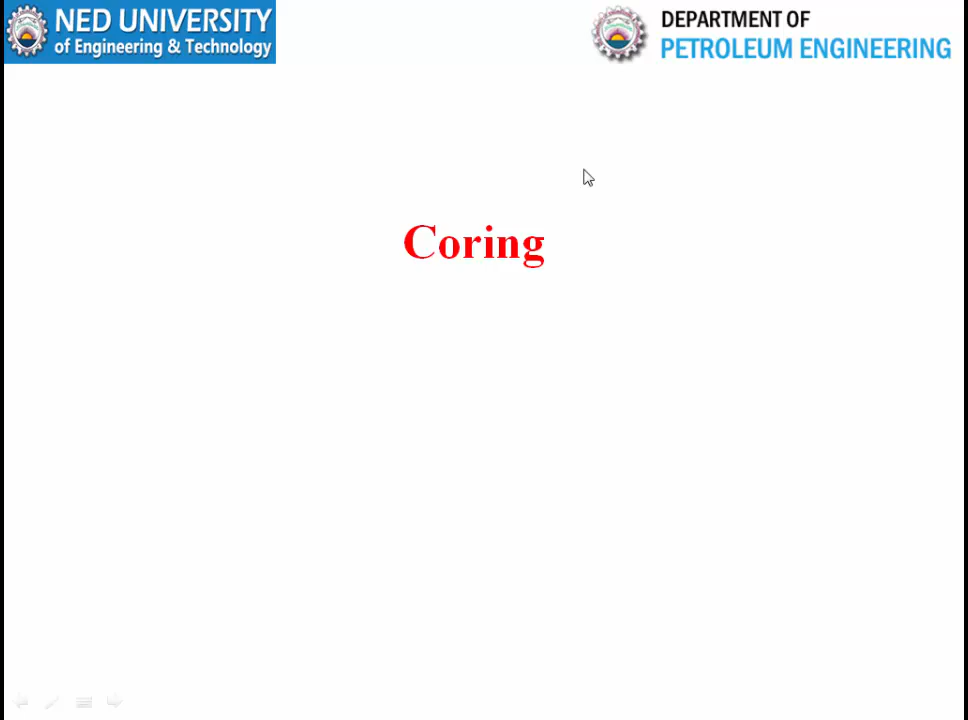 NED UNIVERSITY
of Engineering & Technology
DEPARTMENT OF
PETROLEUM ENGINEERING
Coring